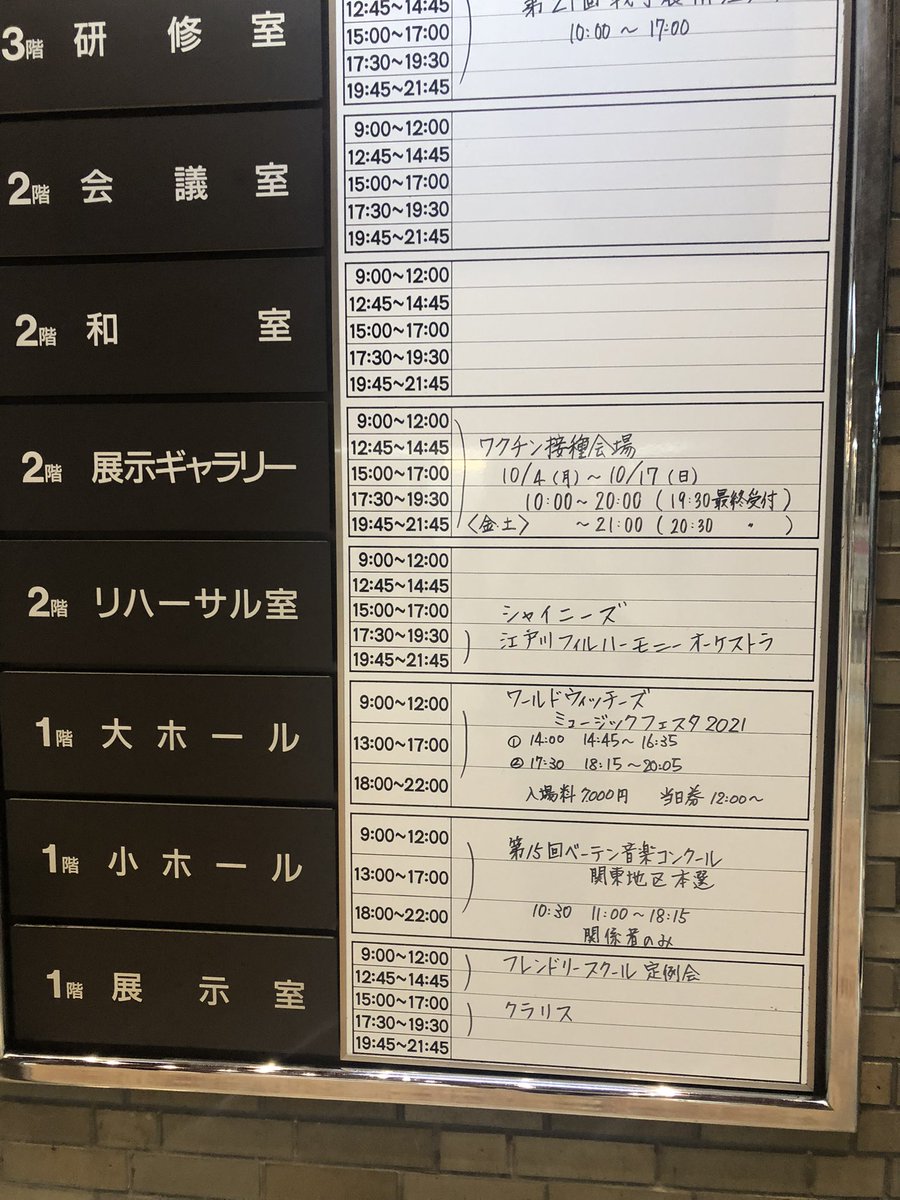 12:45~14:45
3階 研修室
15:00~17:00
10:00 ~ 17:00
17:30~19:30
19:45~21:45
2階 会議室
9:00~12:00
12:45~14:45
15:00~17:00
17:30~19:30
19:45~21:45
2階 和室
9:00~12:00
12:45~14:45
15:00~17:00
17:30~19:30
19:45~21:45
2階 展示ギャラリー
9:00~12:00
12:45~14:45 ワクチン接種会場
15:00~17:00 10/4(月)~10/17(日)
17:30~19:30 10:00~20:00(19:30最終受付)
19:45~21:45 〈金・土〉 ~21:00(20:30 〃 )
2階 リハーサル室
9:00~12:00
12:45~14:45
15:00~17:00 シャイニーズ
17:30~19:30 江戸川フィルハーモニーオーケストラ
19:45~21:45
1階 大ホール
9:00~12:00 ワールドウィッチーズ
ミュージックフェスタ2021
13:00~17:00 ① 14:00 14:45~16:35
② 17:30 18:15~20:05
18:00~22:00 入場料7,000円 当日券 12:00~
1階 小ホール
9:00~12:00 第15回ベーテン音楽コンクール
13:00~17:00 関東地区本選
18:00~22:00 10:30 11:00~18:15
関係者のみ
1階 展示室
9:00~12:00 フレンドリースクール定例会
12:45~14:45
15:00~17:00 クラリス
17:30~19:30
19:45~21:45